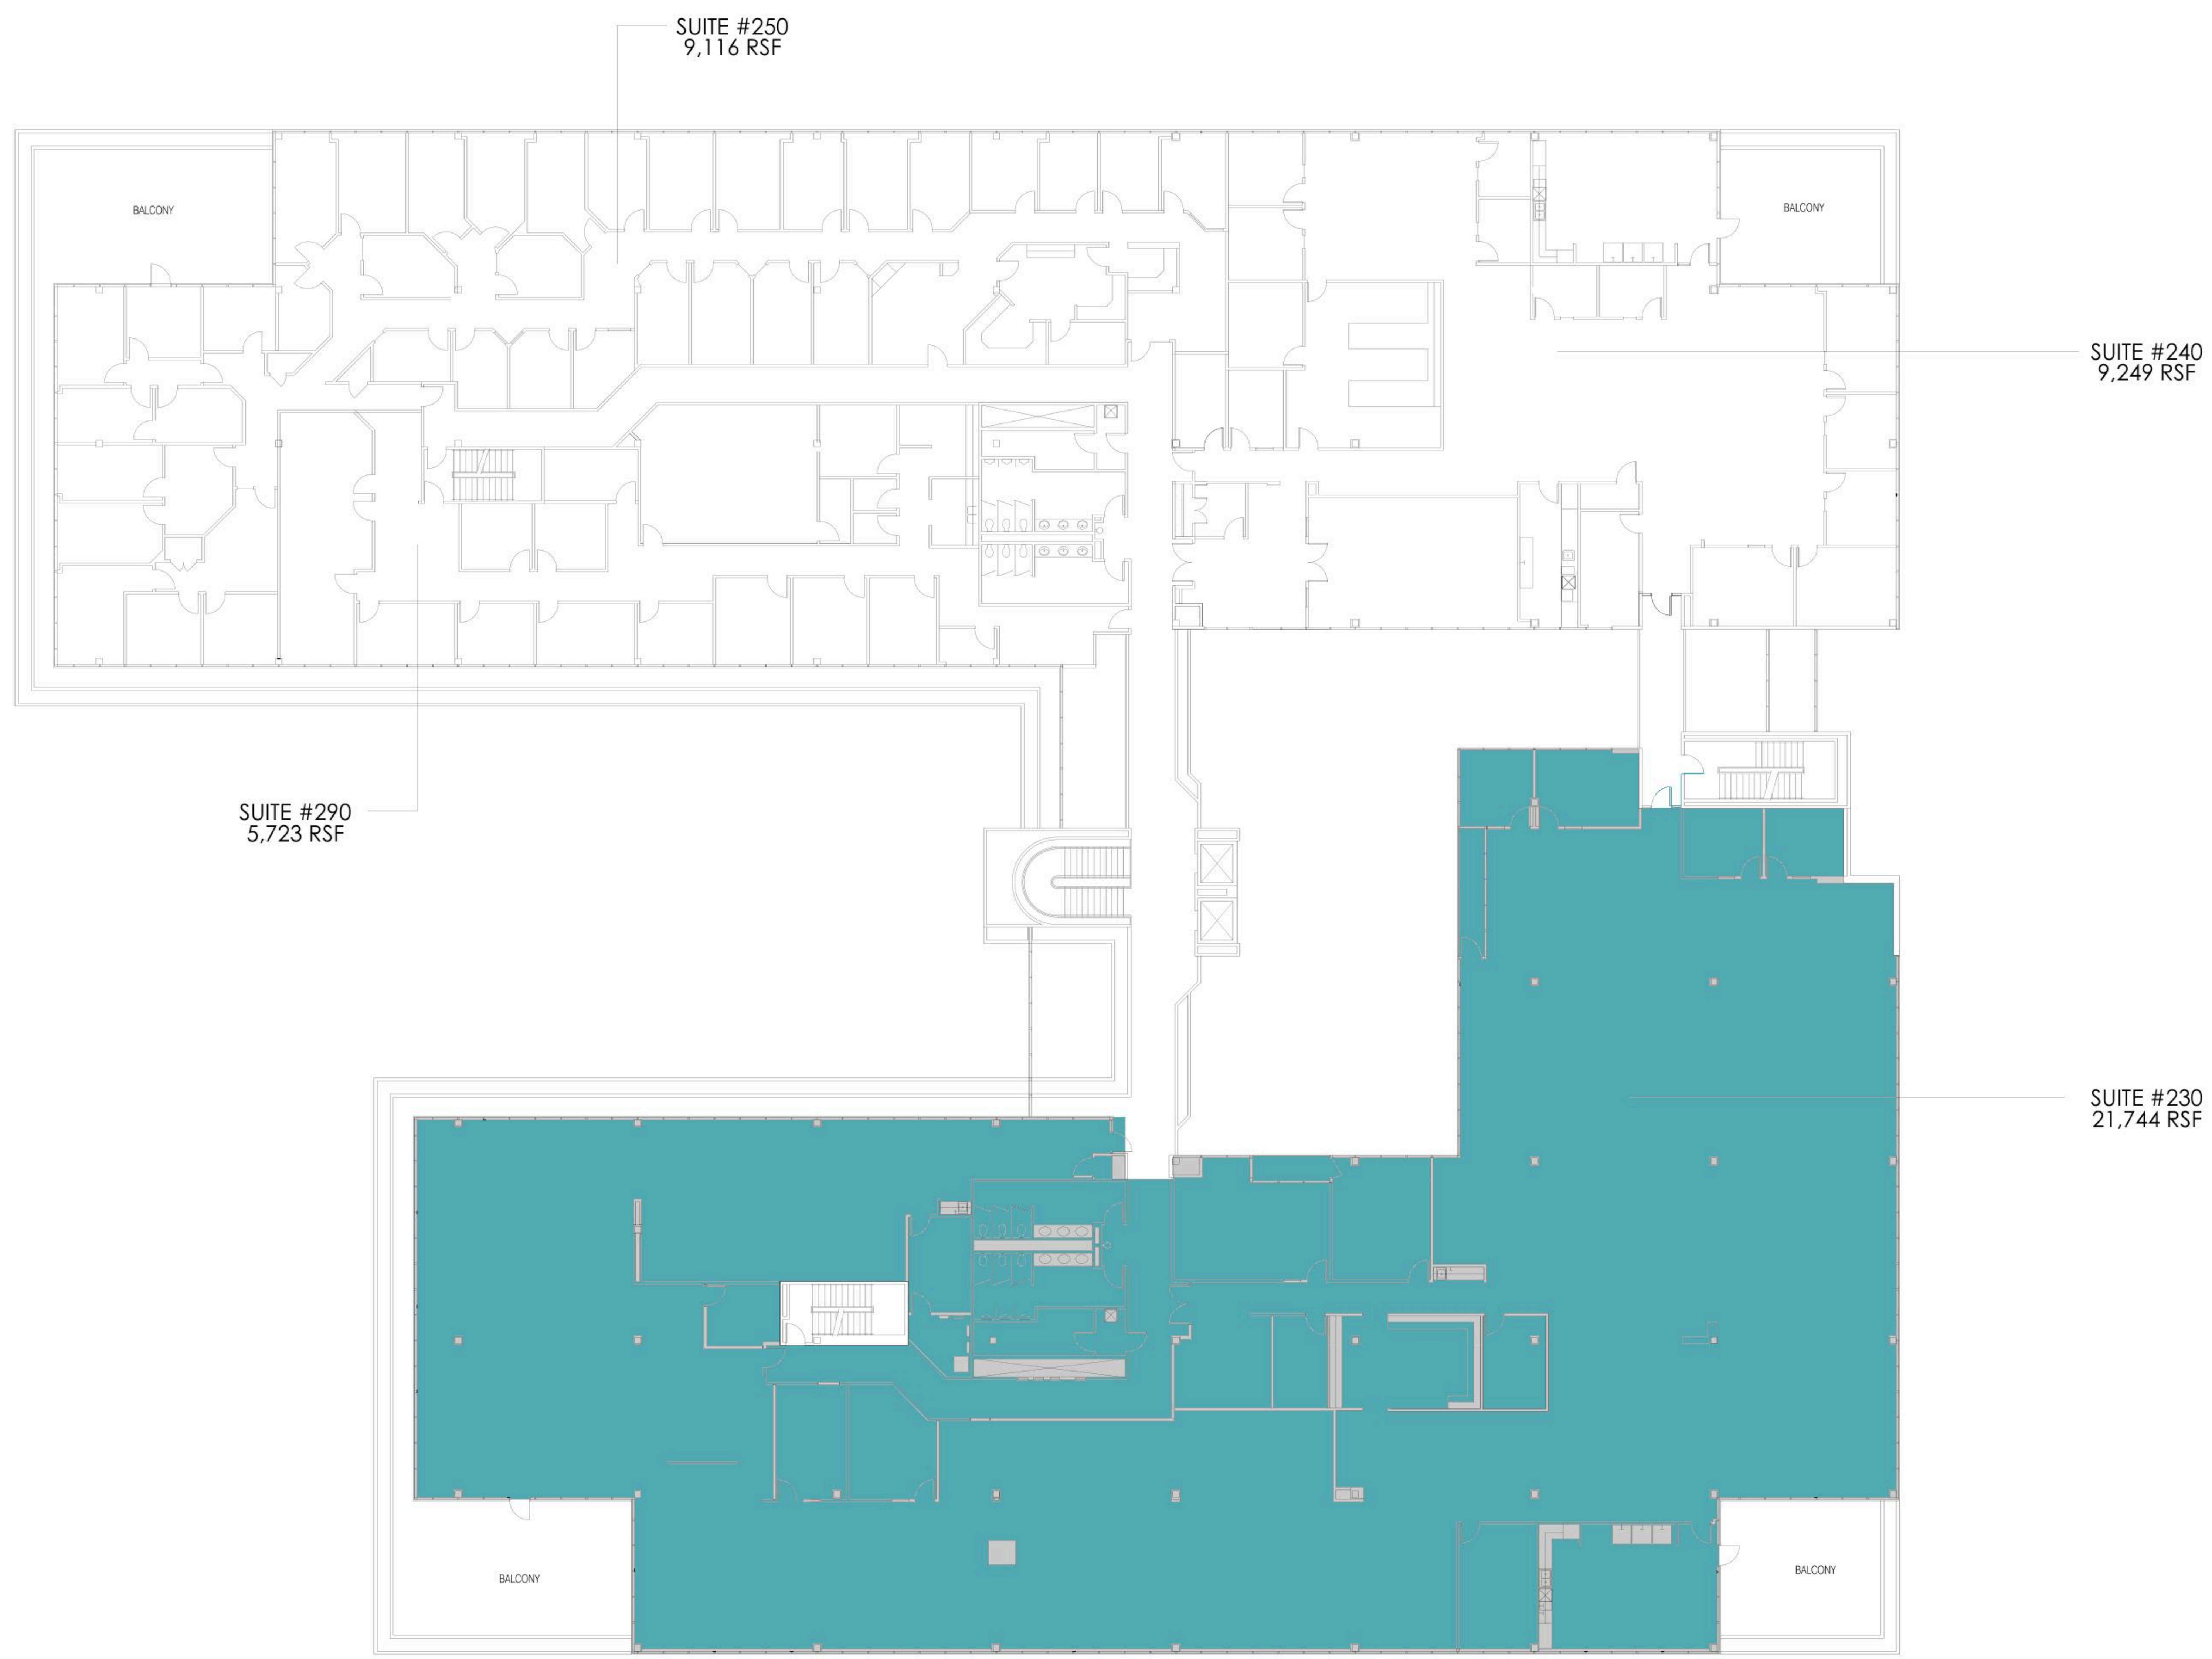 SUITE #250
9,116 RSF
BALCONY
BALCONY
SUITE #240
9,249 RSF
SUITE #290
5,723 RSF
SUITE #230
21,744 RSF
BALCONY
BALCONY